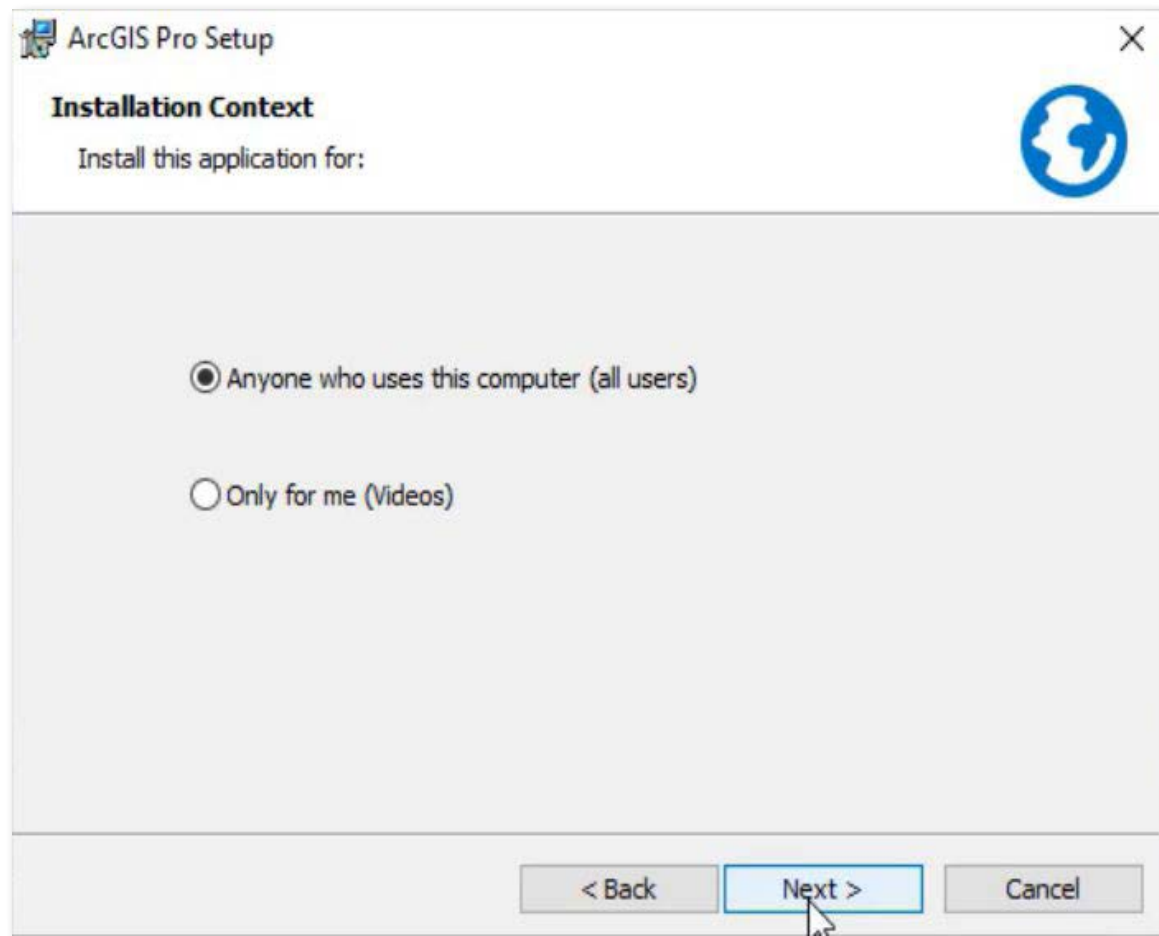 ArcGIS Pro Setup
Installation Context
Install this application for:
Anyone who uses this computer (all users)
Only for me (Videos)
< Back
Next >
Cancel